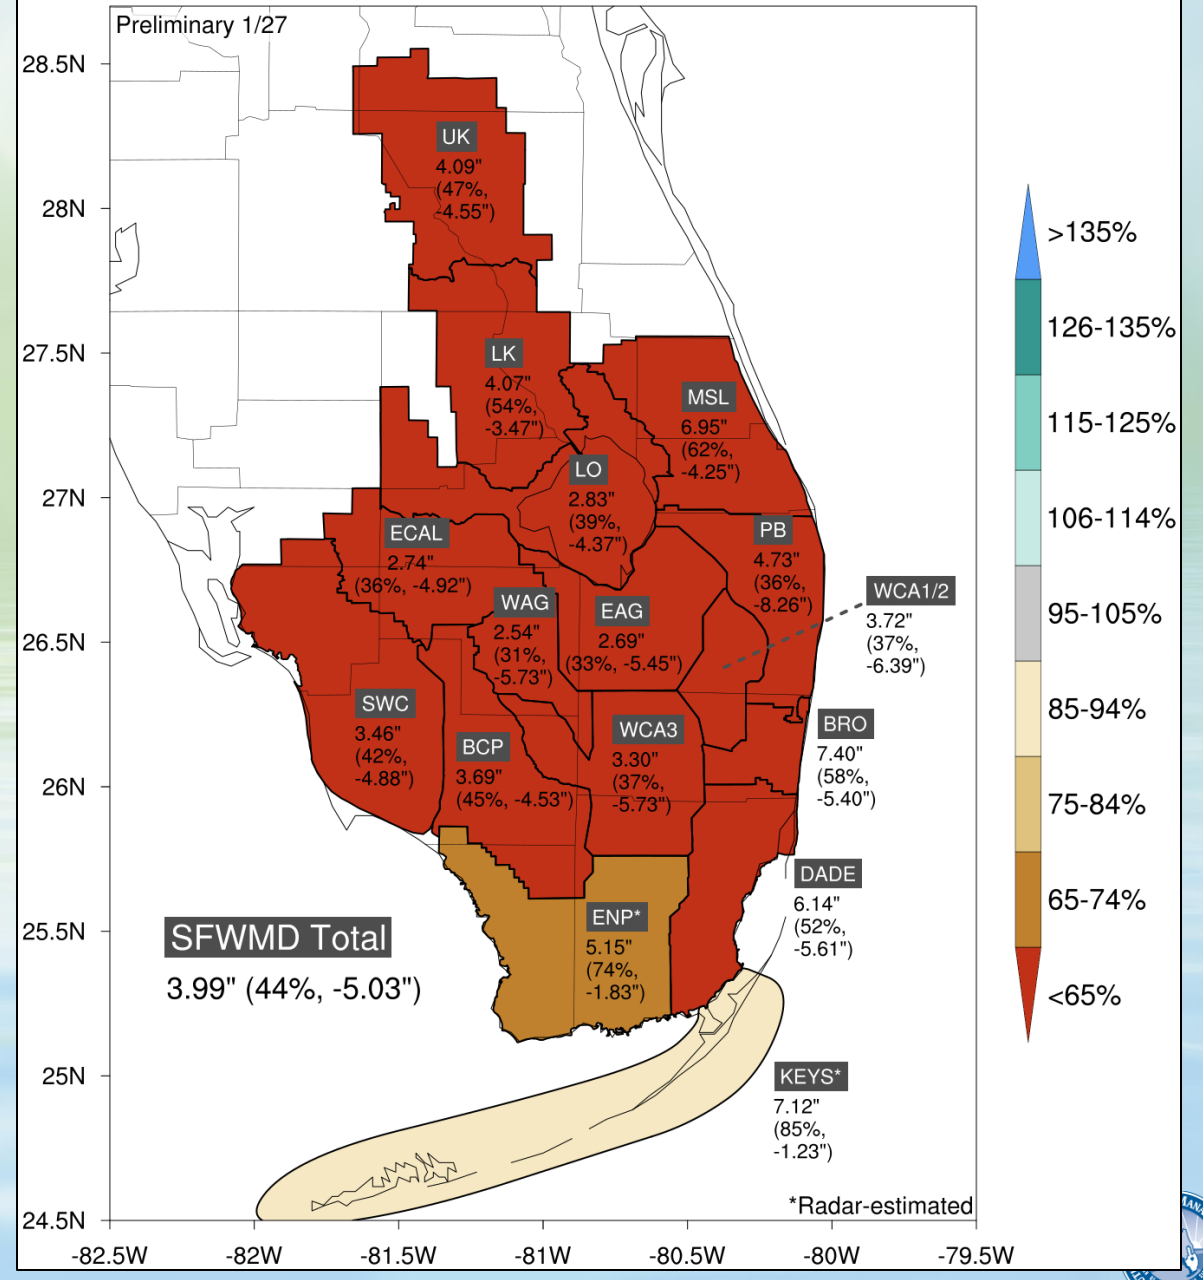 Preliminary 1/27
28.5N
28N
27.5N
27N
26.5N
26N
25.5N
25N
24.5N
-82.5W
-82W
-81.5W
-81W
-80.5W
-80W
-79.5W
UK
4.09"
(47%,
-4.55")
LK
4.07"
(54%,
-3.47")
MSL
6.95"
(62%,
-4.25")
LO
2.83"
(39%,
-4.37")
ECAL
2.74"
(36%, -4.92")
PB
4.73"
(36%,
-8.26")
WAG
2.54"
(31%,
-5.73")
EAG
2.69"
(33%, -5.45")
WCA1/2
3.72"
(37%,
-6.39")
SWC
3.46"
(42%,
-4.88")
BCP
3.69"
(45%, -4.53")
WCA3
3.30"
(37%,
-5.73")
BRO
7.40"
(58%,
-5.40")
DADE
6.14"
(52%,
-5.61")
ENP*
5.15"
(74%,
-1.83")
SFWMD Total
3.99" (44%, -5.03")
KEYS*
7.12"
(85%,
-1.23")
*Radar-estimated
>135%
126-135%
115-125%
106-114%
95-105%
85-94%
75-84%
65-74%
<65%